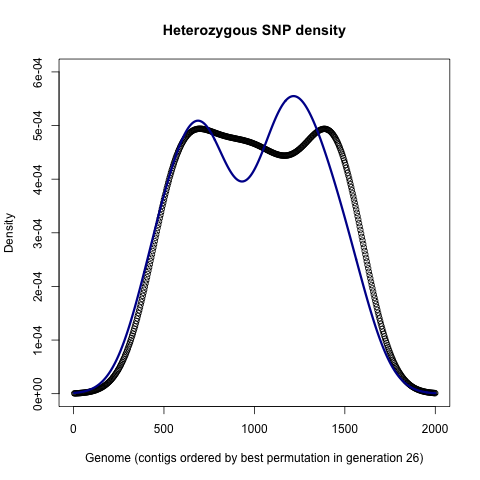 Heterozygous SNP density
6e-04
5e-04
4e-04
3e-04
2e-04
1e-04
0e+00
Density
0 500 1000 1500 2000
Genome (contigs ordered by best permutation in generation 26)